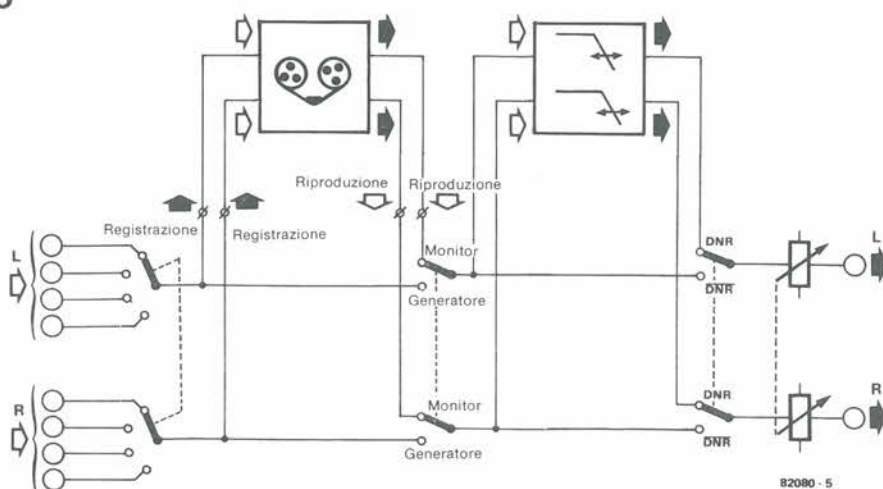 Riproduzione
Riproduzione
Registrazione
Registrazione
L
Monitor
Generatore
DNR
DNR
L
R
Monitor
Generatore
DNR
DNR
R
82080 - 5